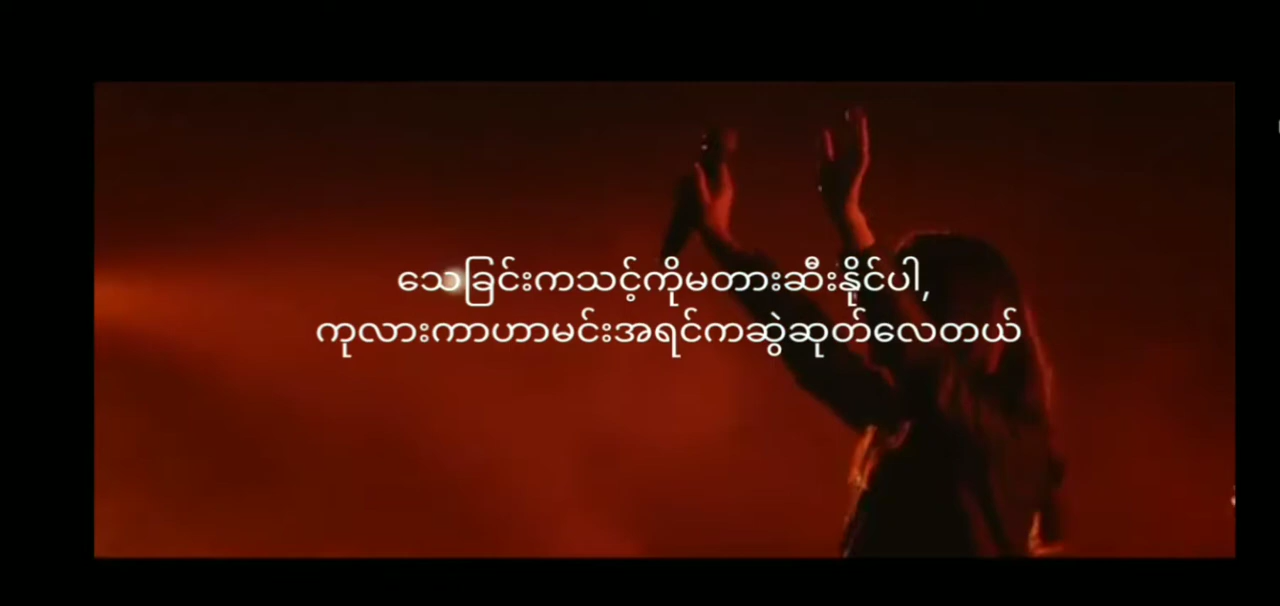 သေခြင်းကသင့်ကိုမတားဆီးနိုင်ပါ,
ကုလားကာဟာမင်းအရင်ကဆွဲဆုတ်လေတယ်